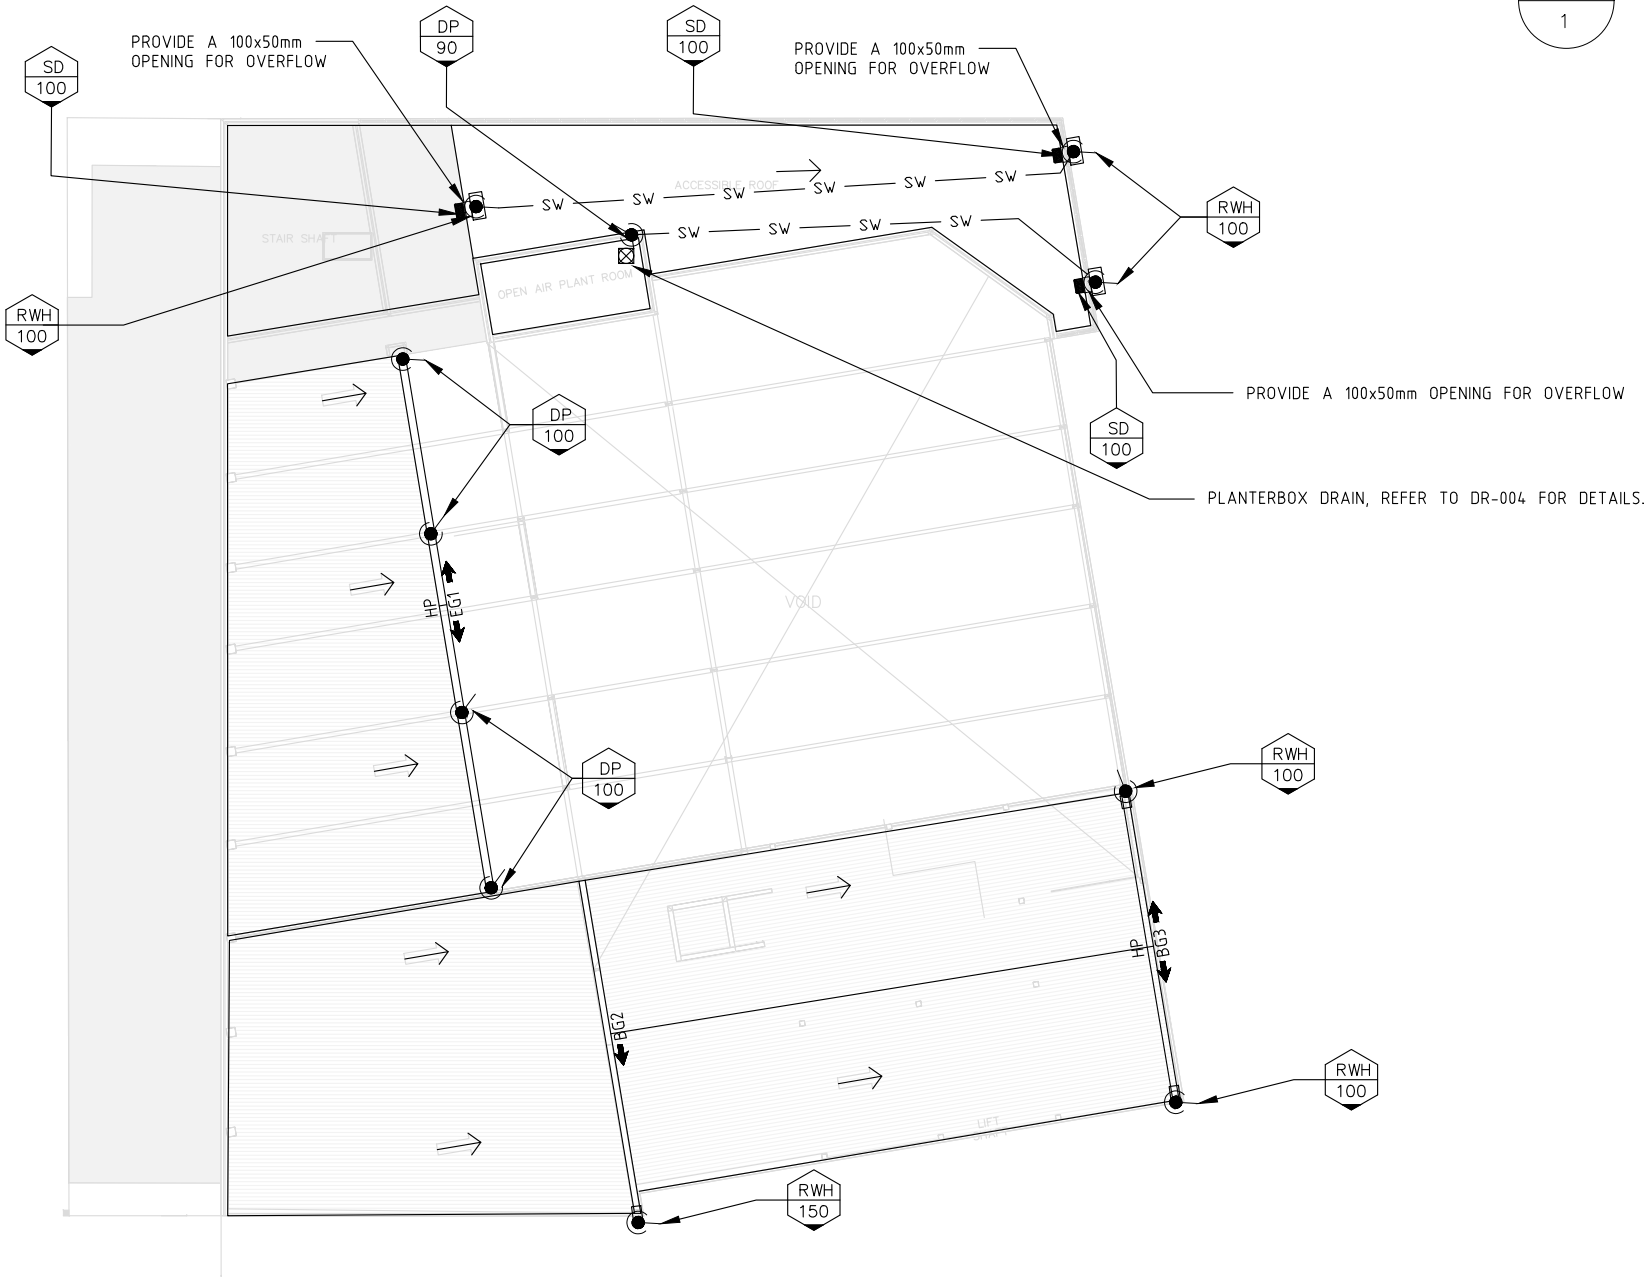 1
DP
90
SD
100
PROVIDE A 100x50mm
OPENING FOR OVERFLOW
PROVIDE A 100x50mm
OPENING FOR OVERFLOW
SD
100
ACCESSIBLE ROOF
SW SW SW SW SW SW
RWH
100
STAIR SHAFT
SW SW SW SW
OPEN AIR PLANT ROOM
RWH
100
PROVIDE A 100x50mm OPENING FOR OVERFLOW
DP
100
SD
100
PLANTERBOX DRAIN, REFER TO DR-004 FOR DETAILS.
HP
EG1
VOID
DP
100
RWH
100
HP
BG3
BG2
RWH
100
LIFT
SHAFT
RWH
150